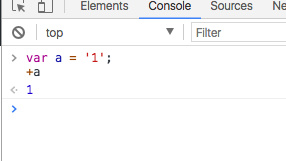 Elements Console Sources Ne
top Filter
var a = '1';
+a
1